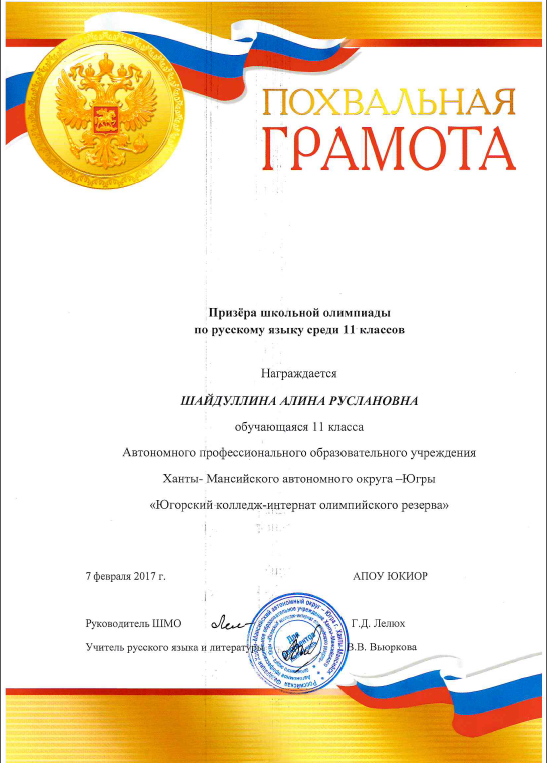 ПОХВАЛЬНАЯ
ГРАМОТА
Призёра школьной олимпиады
по русскому языку среди 11 классов
Награждается
ШАЙДУЛЛИНА АЛИНА РУСЛАНОВНА
обучающаяся 11 класса
Автономного профессионального образовательного учреждения
Ханты- Мансийского автономного округа –Югры
«Югорский колледж-интернат олимпийского резерва»
7 февраля 2017 г. АПОУ ЮКИОР
Руководитель ШМО Г.Д. Лелюх
Учитель русского языка и литературы В.В. Вьюркова